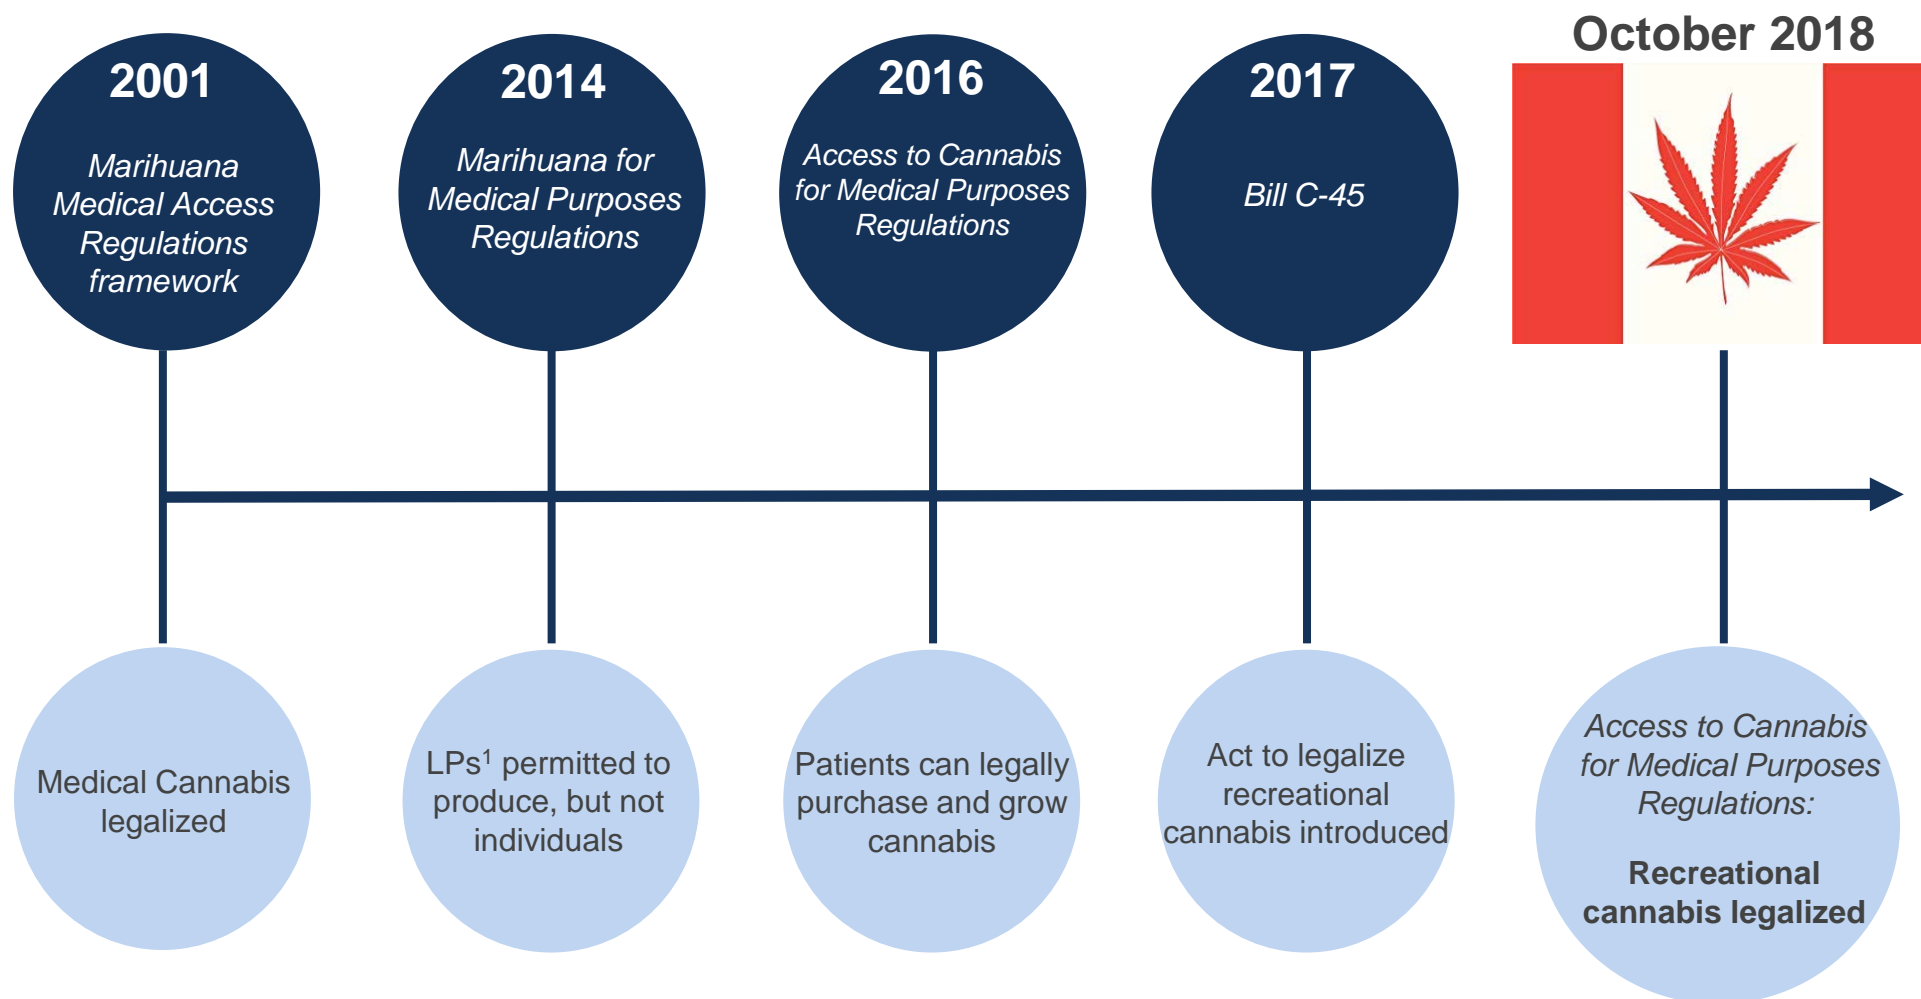 2001
Marihuana
Medical Access
Regulations
framework
2014
Marihuana for
Medical Purposes
Regulations
2016
Access to Cannabis
for Medical Purposes
Regulations
2017
Bill C-45
October 2018
Medical Cannabis
legalized
LPs¹ permitted to
produce, but not
individuals
Patients can legally
purchase and grow
cannabis
Act to legalize
recreational
cannabis introduced
Access to Cannabis
for Medical Purposes
Regulations:
Recreational
cannabis legalized